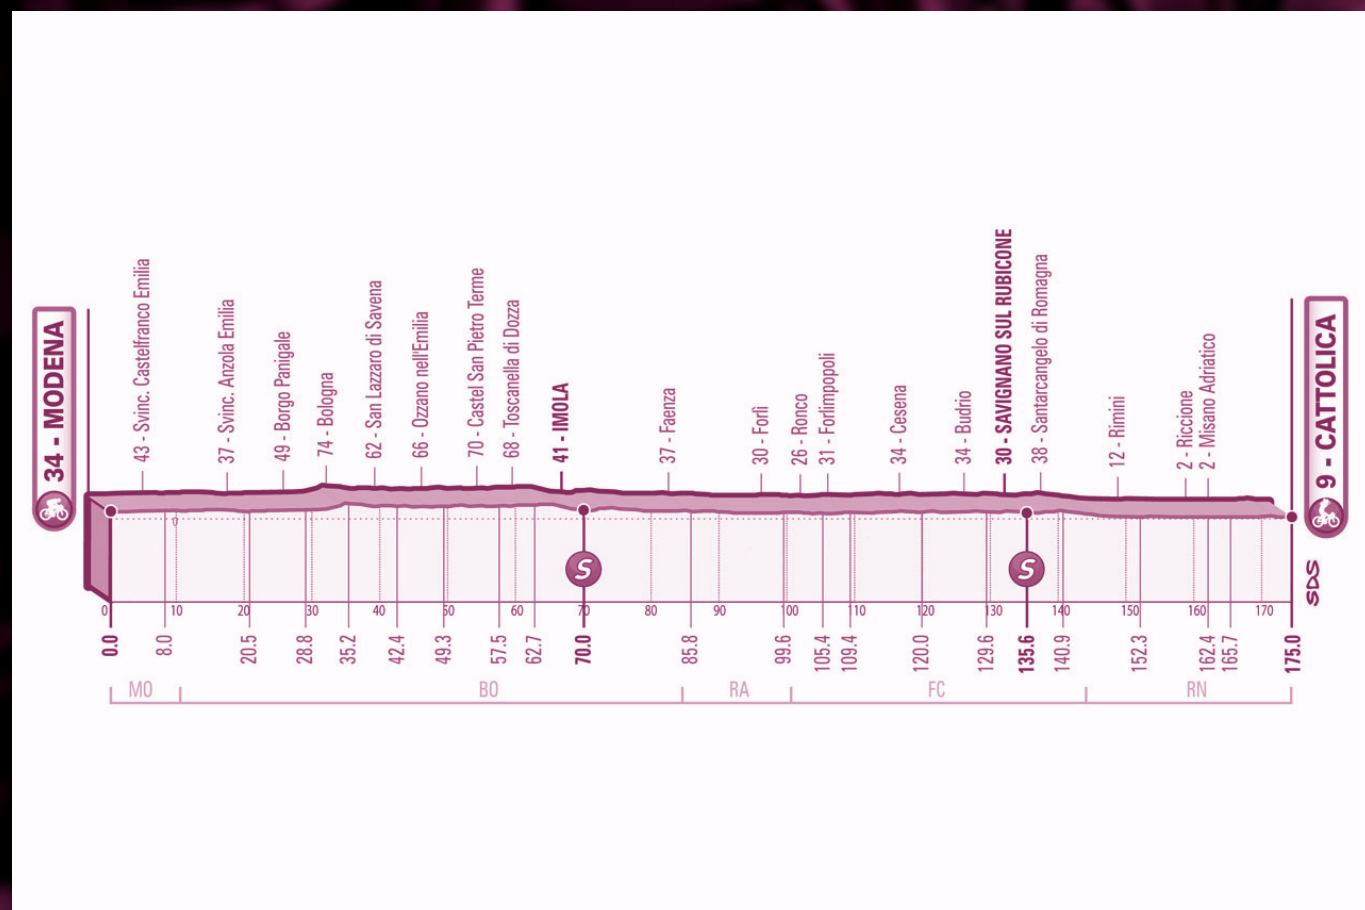 34 - MODENA
43 - Svinc. Castelfranco Emilia
37 - Svinc. Anzola Emilia
49 - Borgo Panigale
74 - Bologna
62 - San Lazzaro di Savena
66 - Ozzano nell'Emilia
70 - Castel San Pietro Terme
68 - Toscanella di Dozza
41 - IMOLA
37 - Faenza
30 - Forlì
26 - Ronco
31 - Forlimpopoli
34 - Cesena
34 - Budrio
30 - SAVIGNANO SUL RUBICONE
38 - Santarcangelo di Romagna
12 - Rimini
2 - Riccione
2 - Misano Adriatico
9 - CATTOLICA
0
S
S
SDS
0 10 20 30 40 50 60 70 80 90 100 110 120 130 140 150 160 170
0.0
8.0
20.5
28.8
35.2
42.4
49.3
57.5
62.7
70.0
85.8
99.6
105.4
109.4
120.0
129.6
135.6
140.9
152.3
162.4
165.7
175.0
MO BO RA FC RN